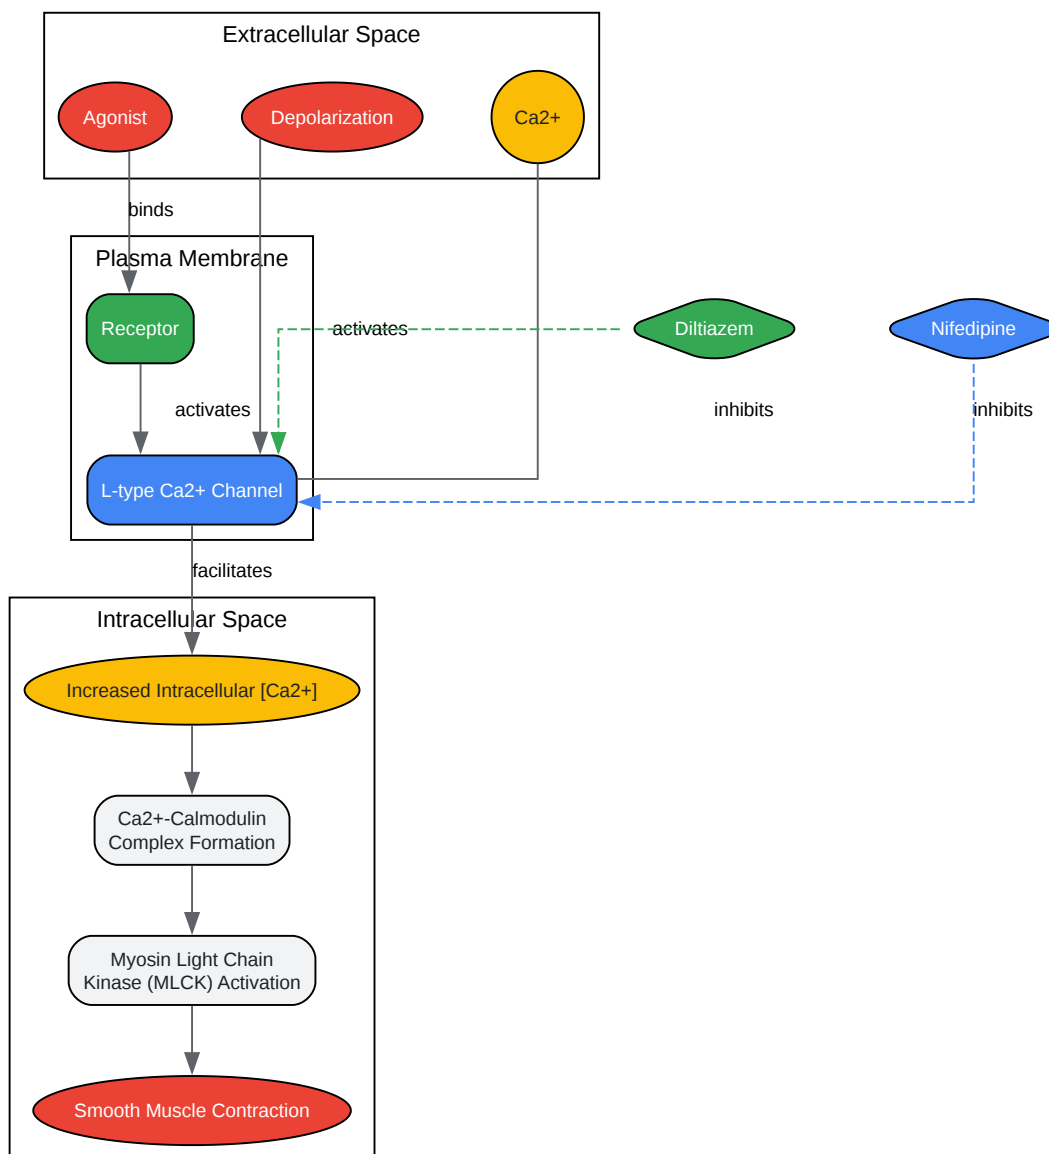 Extracellular Space
Agonist
Depolarization
Ca2+
binds
Plasma Membrane
Receptor
activates
Diltiazem
Nifedipine
activates
inhibits
inhibits
L-type Ca2+ Channel
facilitates
Intracellular Space
Increased Intracellular [Ca2+]
Ca2+-Calmodulin
Complex Formation
Myosin Light Chain
Kinase (MLCK) Activation
Smooth Muscle Contraction